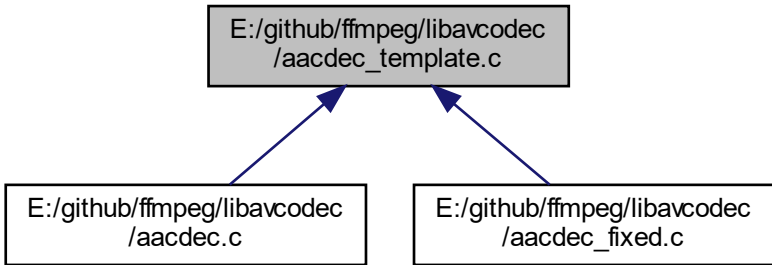 E:/github/ffmpeg/libavcodec
/aacdec_template.c
E:/github/ffmpeg/libavcodec
/aacdec.c
E:/github/ffmpeg/libavcodec
/aacdec_fixed.c